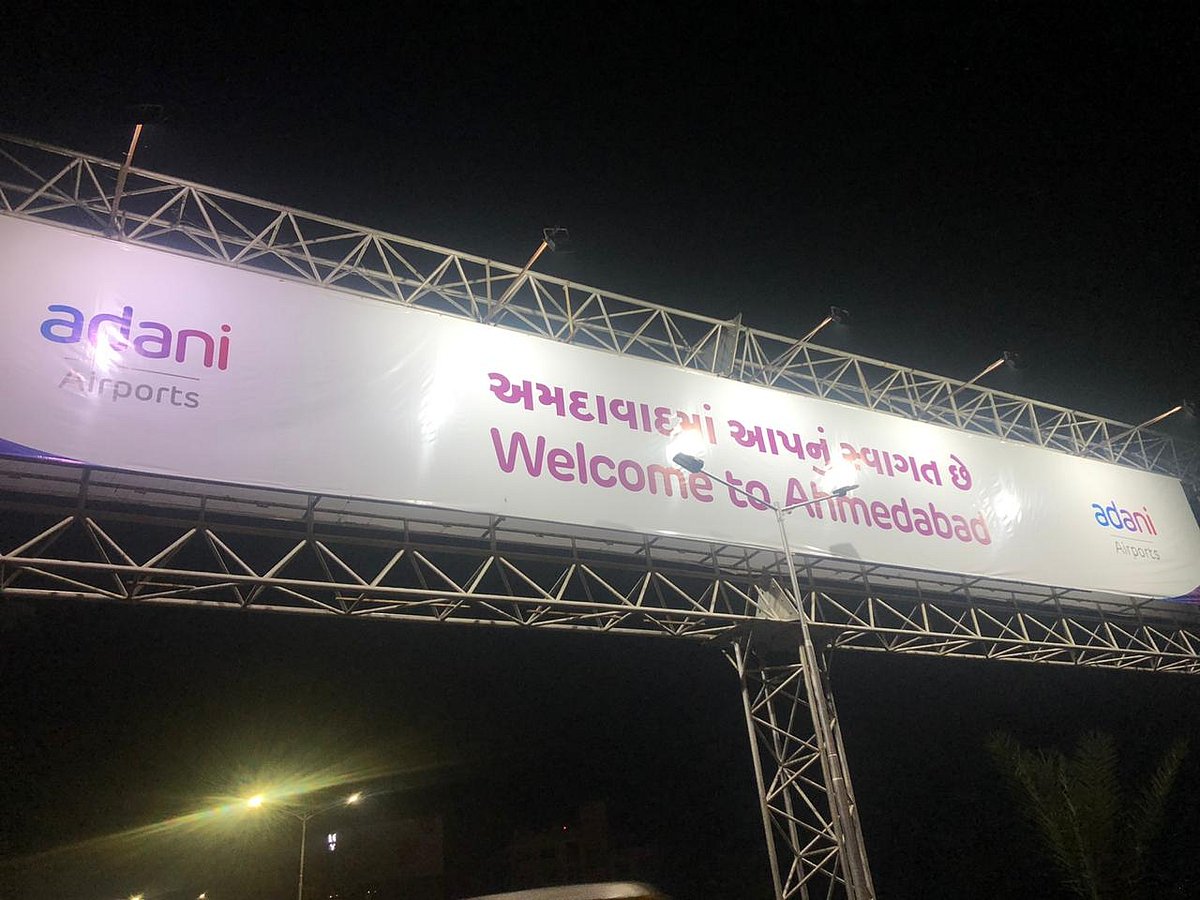 adani
Airports
અમદાવાદમાં આપનું સ્વાગત છે
Welcome to Ahmedabad
adani
Airports